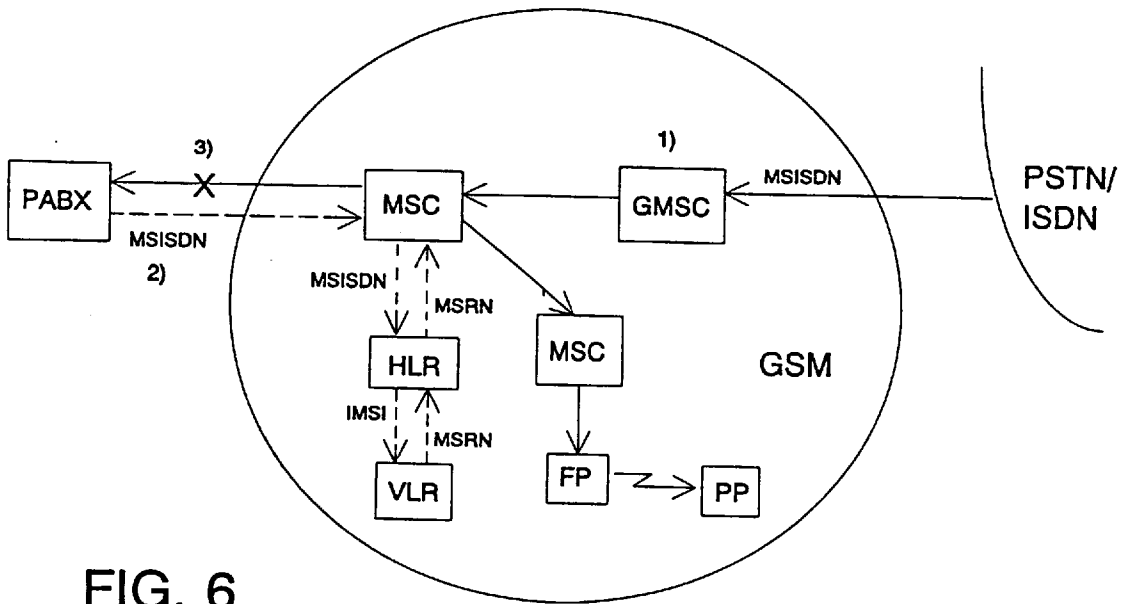 1)
3)
PABX
MSC
GMSC
MSISDN
PSTN/
ISDN
MSISDN
2)
MSISDN
MSRN
HLR
MSC
GSM
IMSI
MSRN
VLR
FP
PP
FIG. 6